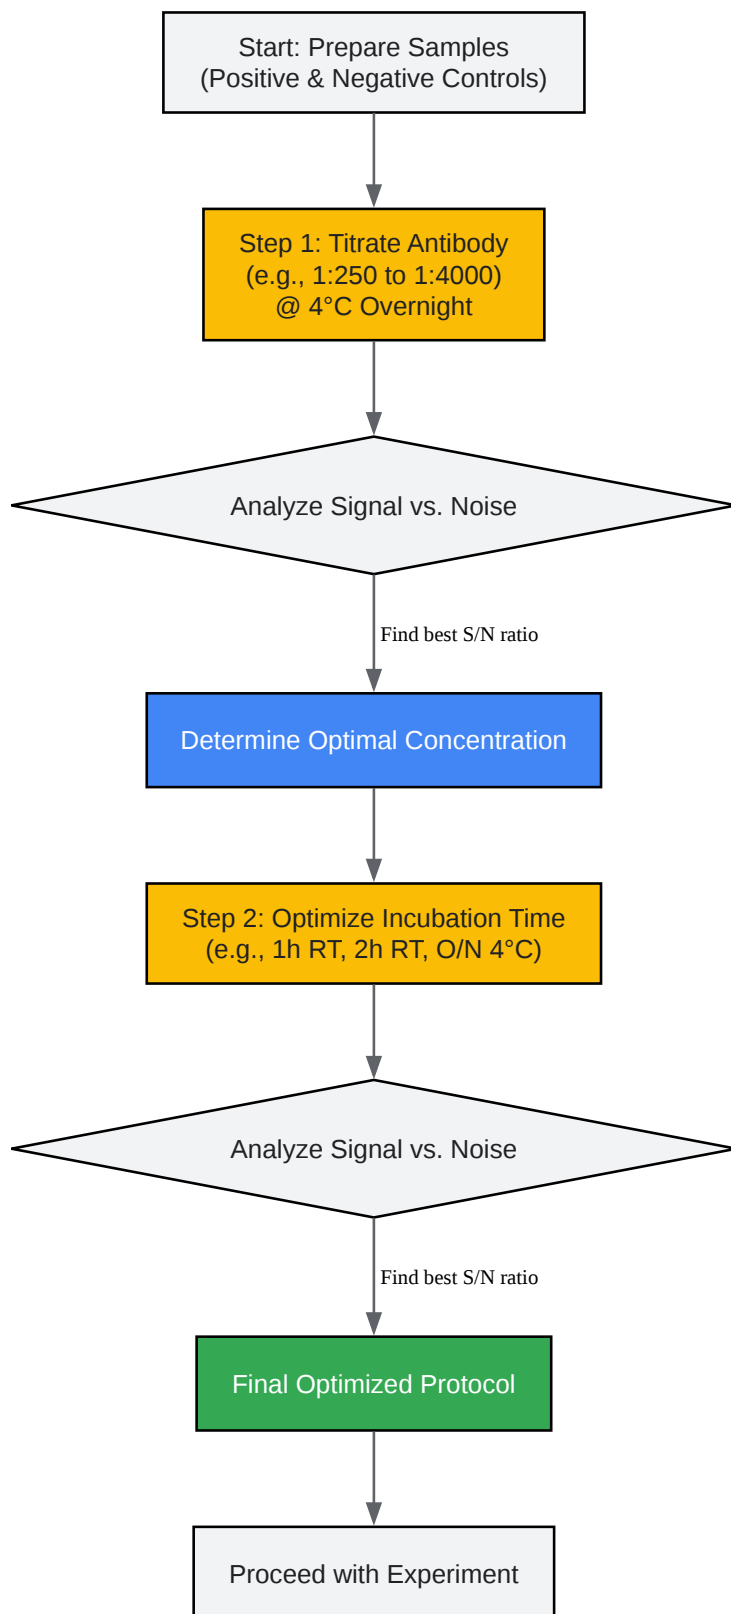 Start: Prepare Samples
(Positive & Negative Controls)
Step 1: Titrate Antibody
(e.g., 1:250 to 1:4000)
@ 4°C Overnight
Analyze Signal vs. Noise
Find best S/N ratio
Determine Optimal Concentration
Step 2: Optimize Incubation Time
(e.g., 1h RT, 2h RT, O/N 4°C)
Analyze Signal vs. Noise
Find best S/N ratio
Final Optimized Protocol
Proceed with Experiment